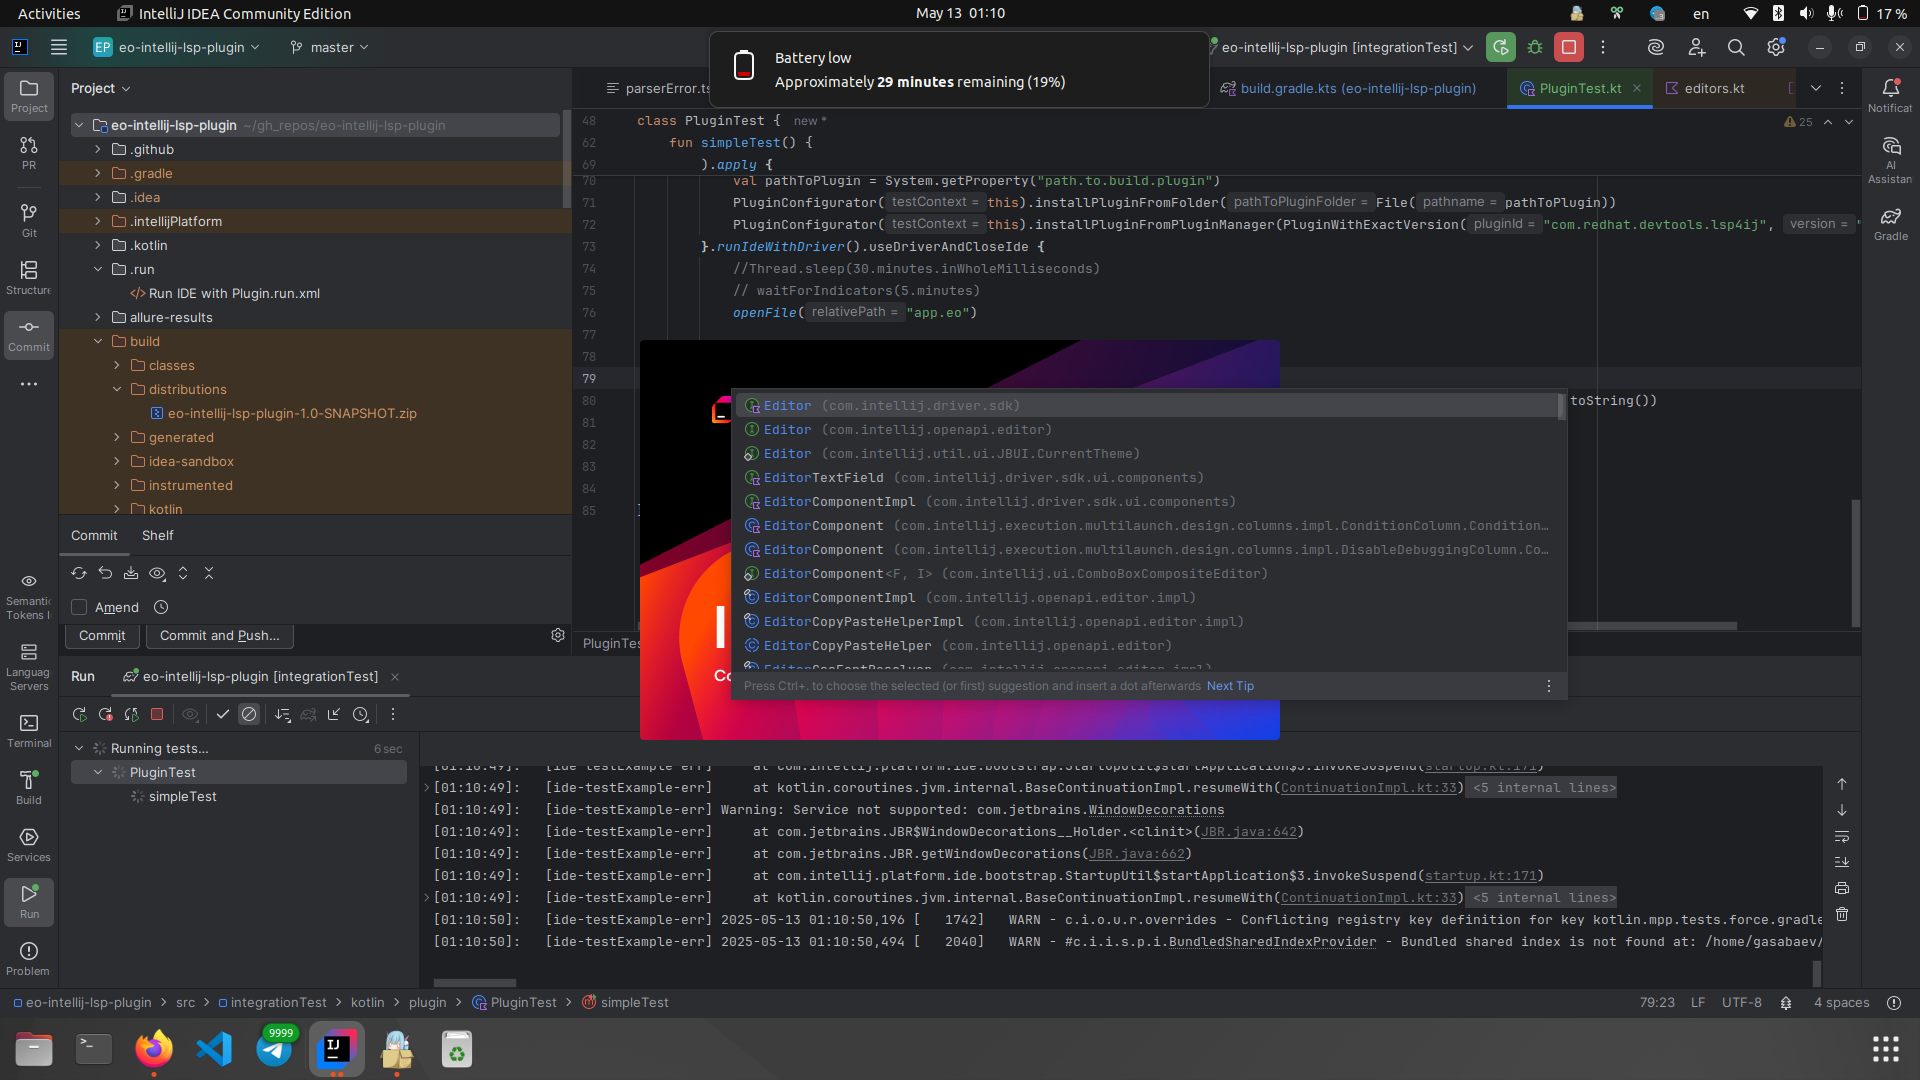 Activities
IntelliJ IDEA Community Edition
May 13 01:10
en
17 %
EP eo-intellij-lsp-plugin
master
Battery low
Approximately 29 minutes remaining (19%)
eo-intellij-lsp-plugin [integrationTest]
Project
PR
Git
Structure
Commit
Project
parserError.ts
build.gradle.kts (eo-intellij-lsp-plugin)
PluginTest.kt
editors.kt
Notificat
AI
Assistan
Gradle
eo-intellij-lsp-plugin ~/gh_repos/eo-intellij-lsp-plugin
.github
.gradle
.idea
.intellijPlatform
.kotlin
.run
Run IDE with Plugin.run.xml
allure-results
build
classes
distributions
eo-intellij-lsp-plugin-1.0-SNAPSHOT.zip
generated
idea-sandbox
instrumented
kotlin
25
48 class PluginTest { new *
62 fun simpleTest() {
69 ).apply {
70 val pathToPlugin = System.getProperty("path.to.build.plugin")
71 PluginConfigurator( testContext = this).installPluginFromFolder( pathToPluginFolder = File( pathname = pathToPlugin))
72 PluginConfigurator( testContext = this).installPluginFromPluginManager(PluginWithExactVersion( pluginId = "com.redhat.devtools.lsp4ij", version = "
73 }.runIdeWithDriver().useDriverAndCloseIde {
74 //Thread.sleep(30.minutes.inWholeMilliseconds)
75 // waitForIndicators(5.minutes)
76 openFile( relativePath = "app.eo")
77
78
79
80 toString())
81
82
83
84
85
Editor (com.intellij.driver.sdk)
Editor (com.intellij.openapi.editor)
Editor (com.intellij.util.ui.JBUI.CurrentTheme)
EditorTextField (com.intellij.driver.sdk.ui.components)
EditorComponentImpl (com.intellij.driver.sdk.ui.components)
EditorComponent (com.intellij.execution.multilaunch.design.columns.impl.ConditionColumn.Condition…
EditorComponent (com.intellij.execution.multilaunch.design.columns.impl.DisableDebuggingColumn.Co…
EditorComponent<F, I> (com.intellij.ui.ComboBoxCompositeEditor)
EditorComponentImpl (com.intellij.openapi.editor.impl)
EditorCopyPasteHelperImpl (com.intellij.openapi.editor.impl)
EditorCopyPasteHelper (com.intellij.openapi.editor)
Press Ctrl+. to choose the selected (or first) suggestion and insert a dot afterwards Next Tip
Commit
Shelf
Amend
Commit
Commit and Push...
PluginTes
Semantic
Tokens I
Language
Servers
Terminal
Build
Services
Run
Problem
Run
eo-intellij-lsp-plugin [integrationTest]
Running tests... 6 sec
PluginTest
simpleTest
[01:10:49]: [ide-testExample-err] at com.intellij.platform.ide.bootstrap.StartupUtil$startApplication$3.invokeSuspend(startup.kt:171)
[01:10:49]: [ide-testExample-err] at kotlin.coroutines.jvm.internal.BaseContinuationImpl.resumeWith(ContinuationImpl.kt:33) <5 internal lines>
[01:10:49]: [ide-testExample-err] Warning: Service not supported: com.jetbrains.WindowDecorations
[01:10:49]: [ide-testExample-err] at com.jetbrains.JBR$WindowDecorations__Holder.<clinit>(JBR.java:642)
[01:10:49]: [ide-testExample-err] at com.jetbrains.JBR.getWindowDecorations(JBR.java:662)
[01:10:49]: [ide-testExample-err] at com.intellij.platform.ide.bootstrap.StartupUtil$startApplication$3.invokeSuspend(startup.kt:171)
[01:10:49]: [ide-testExample-err] at kotlin.coroutines.jvm.internal.BaseContinuationImpl.resumeWith(ContinuationImpl.kt:33) <5 internal lines>
[01:10:50]: [ide-testExample-err] 2025-05-13 01:10:50,196 [ 1742] WARN - c.i.o.u.r.overrides - Conflicting registry key definition for key kotlin.mpp.tests.force.gradle
[01:10:50]: [ide-testExample-err] 2025-05-13 01:10:50,494 [ 2040] WARN - #c.i.i.s.p.i.BundledSharedIndexProvider - Bundled shared index is not found at: /home/gasabaev/
eo-intellij-lsp-plugin > src > integrationTest > kotlin > plugin > PluginTest > simpleTest
79:23 LF UTF-8 4 spaces
9999
IJ